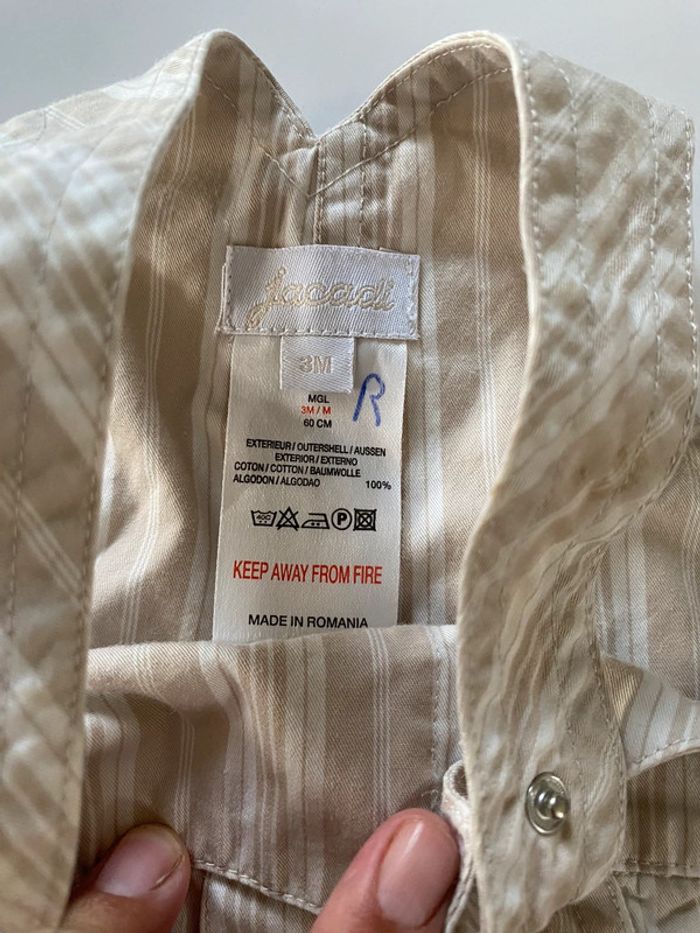 jacadi
3M
MGL
3M / M
60 CM
R
EXTERIEUR / OUTERSHELL / AUSSEN
EXTERIOR / EXTERNO
COTON / COTTON / BAUMWOLLE
ALGODON / ALGODAO 100%
40C P
KEEP AWAY FROM FIRE
MADE IN ROMANIA